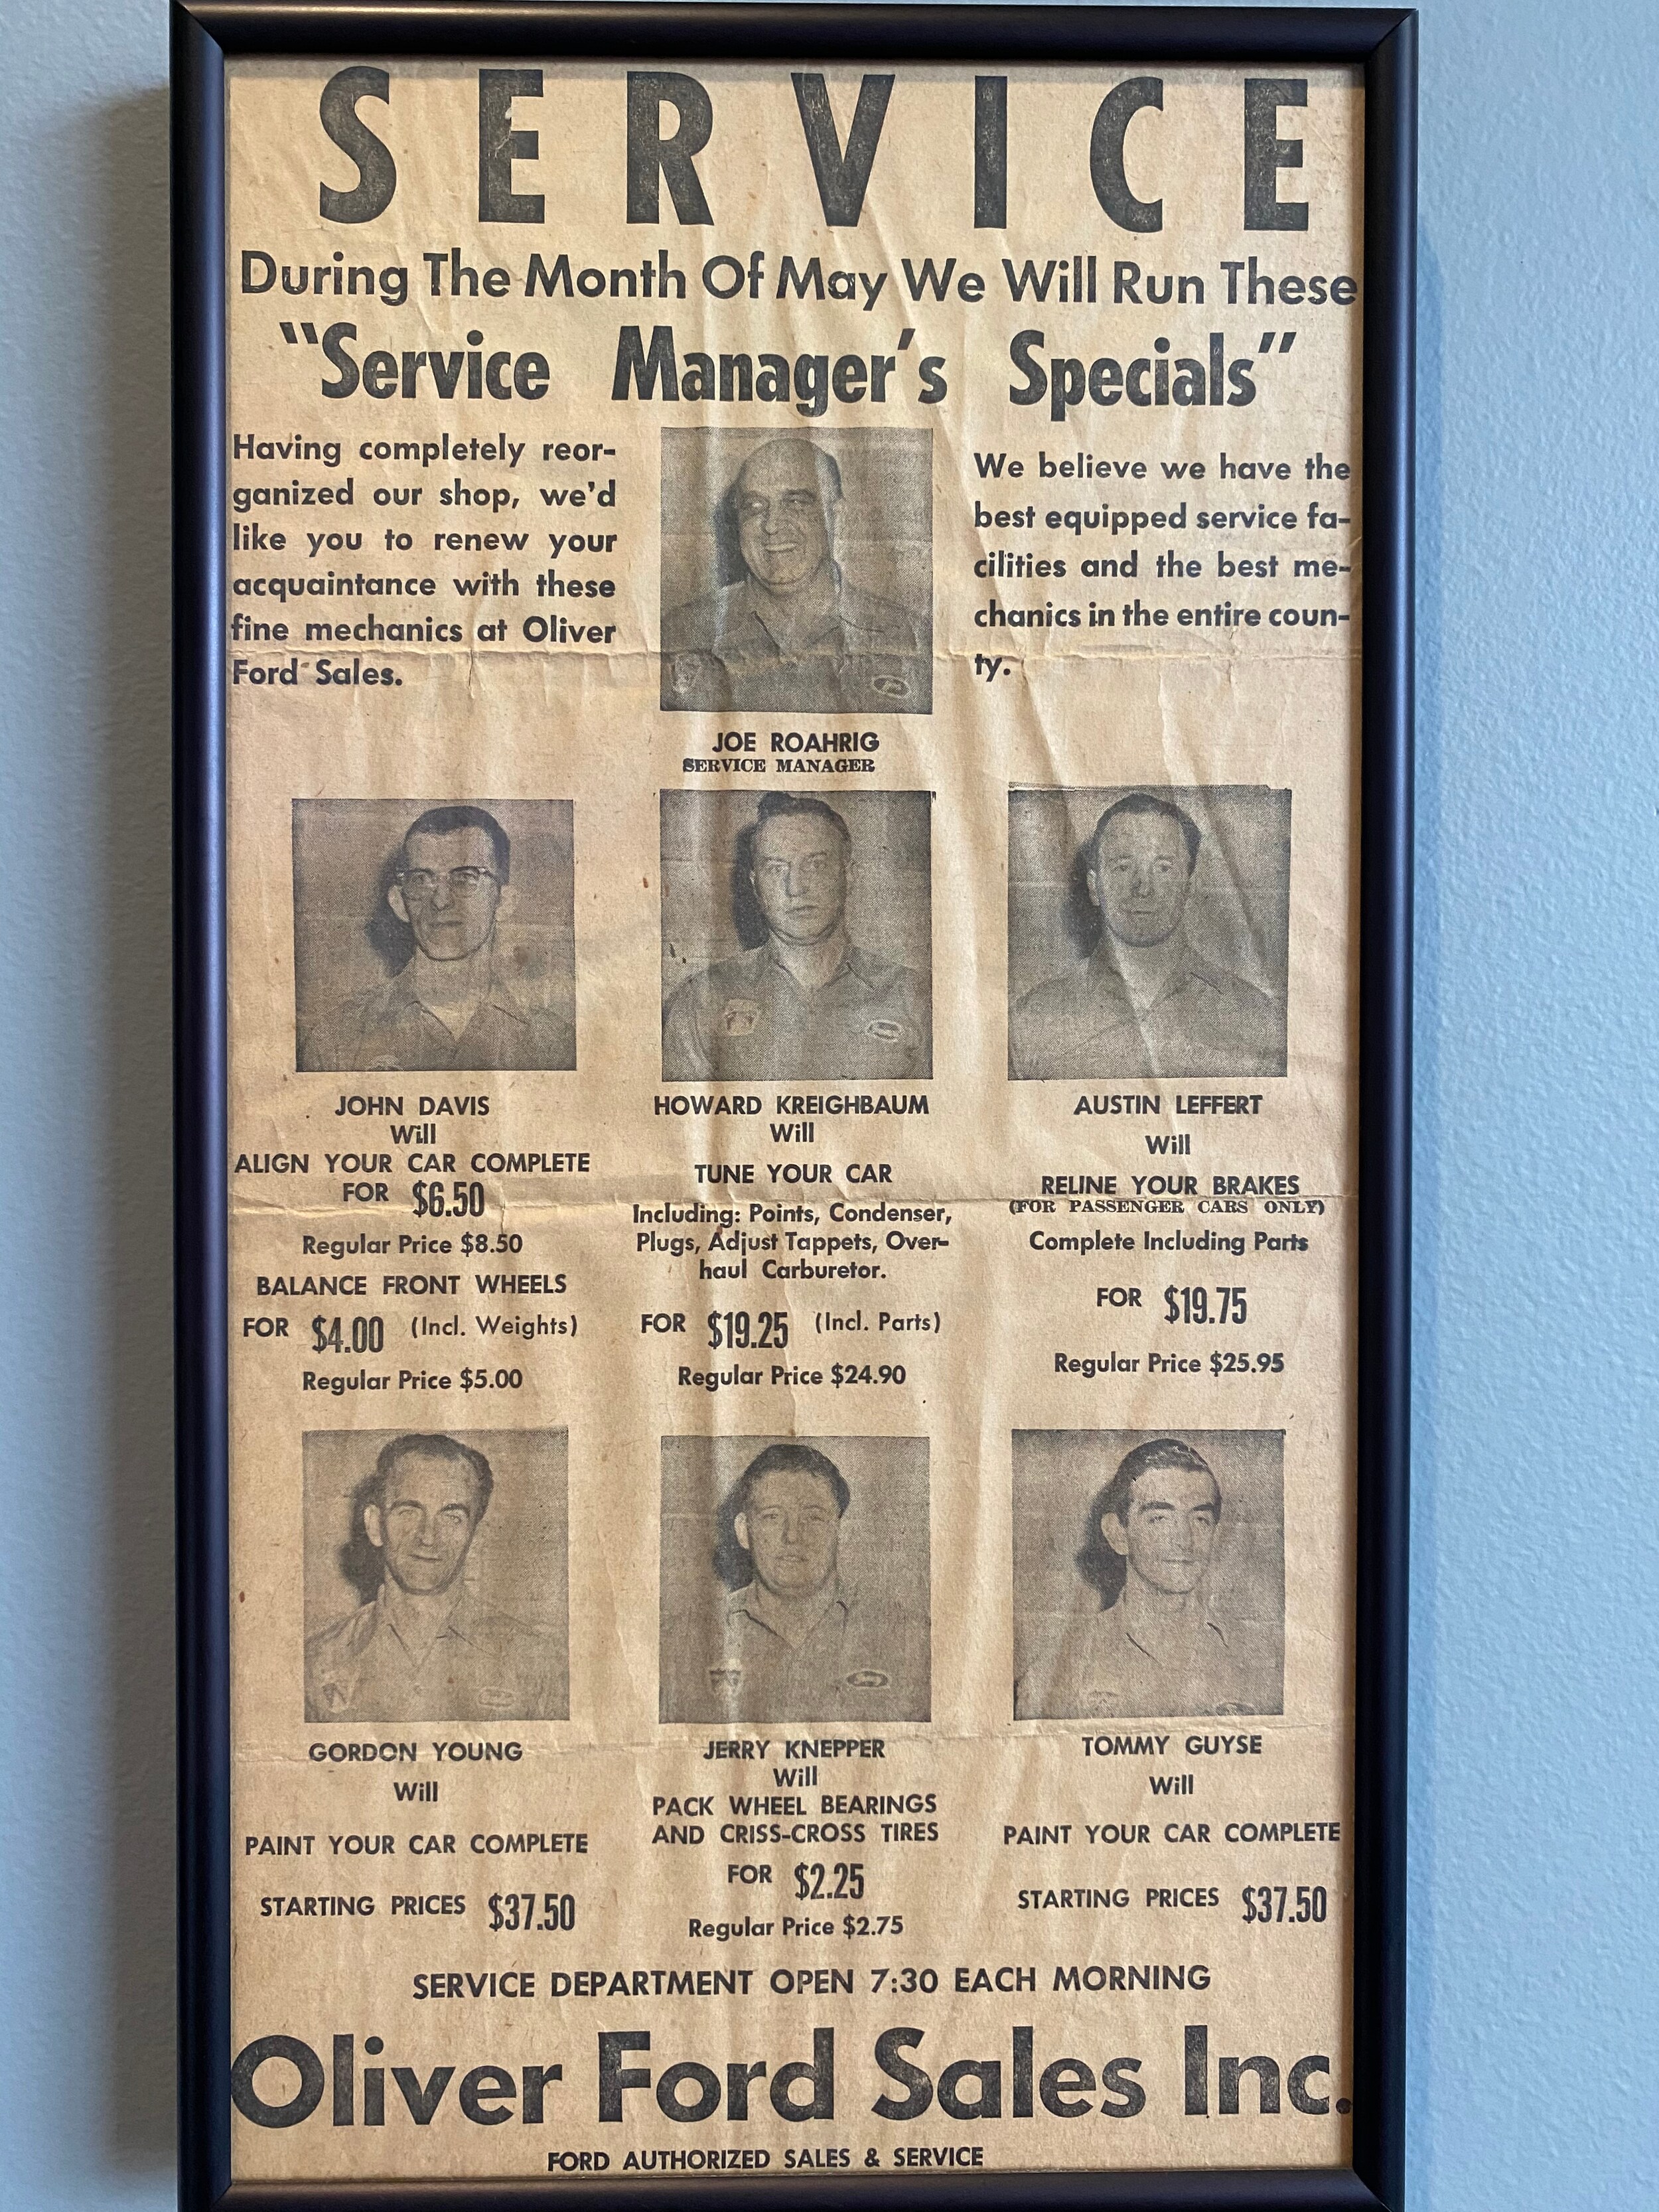 SERVICE
During The Month Of May We Will Run These
"Service Manager's Specials"
Having completely reor-
ganized our shop, we'd
like you to renew your
acquaintance with these
fine mechanics at Oliver
Ford Sales.
We believe we have the
best equipped service fa-
cilities and the best me-
chanics in the entire coun-
ty.
JOE ROAHRIG
SERVICE MANAGER
JOHN DAVIS
Will
ALIGN YOUR CAR COMPLETE
FOR $6.50
Regular Price $8.50
BALANCE FRONT WHEELS
FOR $4.00 (Incl. Weights)
Regular Price $5.00
HOWARD KREIGHBAUM
Will
TUNE YOUR CAR
Including: Points, Condenser,
Plugs, Adjust Tappets, Over-
haul Carburetor.
FOR $19.25 (Incl. Parts)
Regular Price $24.90
AUSTIN LEFFERT
Will
RELINE YOUR BRAKES
(FOR PASSENGER CARS ONLY)
Complete Including Parts
FOR $19.75
Regular Price $25.95
GORDON YOUNG
Will
PAINT YOUR CAR COMPLETE
STARTING PRICES $37.50
JERRY KNEPPER
Will
PACK WHEEL BEARINGS
AND CRISS-CROSS TIRES
FOR $2.25
Regular Price $2.75
TOMMY GUYSE
Will
PAINT YOUR CAR COMPLETE
STARTING PRICES $37.50
SERVICE DEPARTMENT OPEN 7:30 EACH MORNING
Oliver Ford Sales Inc.
FORD AUTHORIZED SALES & SERVICE